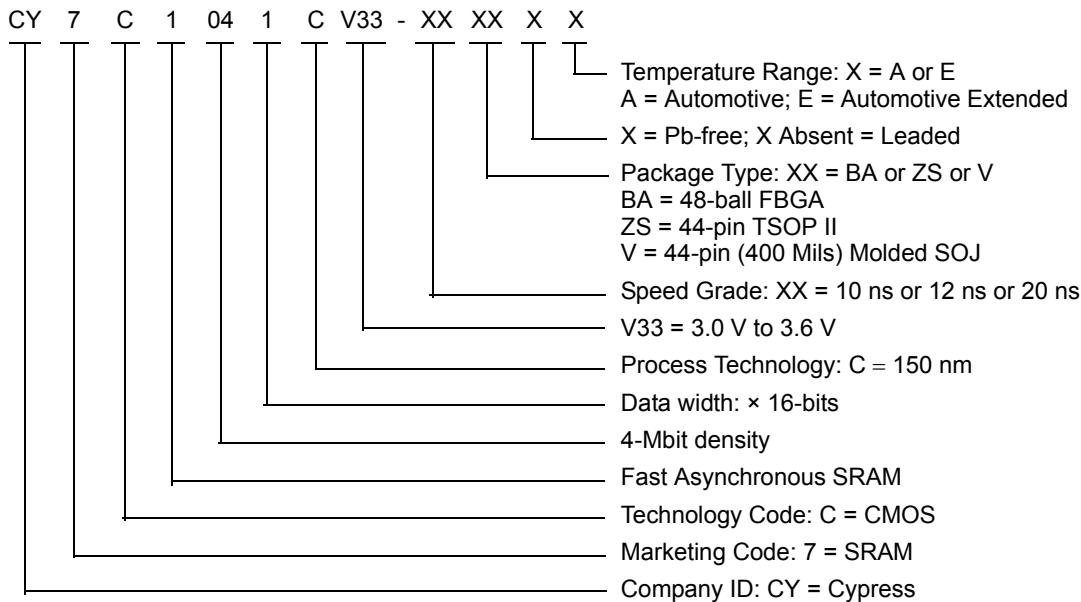 CY 7 C 1 04 1 C V33 - XX XX X X
Temperature Range: X = A or E
A = Automotive; E = Automotive Extended
X = Pb-free; X Absent = Leaded
Package Type: XX = BA or ZS or V
BA = 48-ball FBGA
ZS = 44-pin TSOP II
V = 44-pin (400 Mils) Molded SOJ
Speed Grade: XX = 10 ns or 12 ns or 20 ns
V33 = 3.0 V to 3.6 V
Process Technology: C = 150 nm
Data width: × 16-bits
4-Mbit density
Fast Asynchronous SRAM
Technology Code: C = CMOS
Marketing Code: 7 = SRAM
Company ID: CY = Cypress